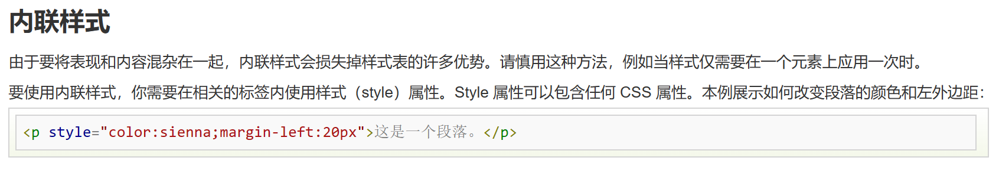 内联样式
由于要将表现和内容混杂在一起，内联样式会损失掉样式表的许多优势。请慎用这种方法，例如当样式仅需要在一个元素上应用一次时。
要使用内联样式，你需要在相关的标签内使用样式（style）属性。Style 属性可以包含任何 CSS 属性。本例展示如何改变段落的颜色和左外边距：
<p style="color:sienna;margin-left:20px">这是一个段落。</p>